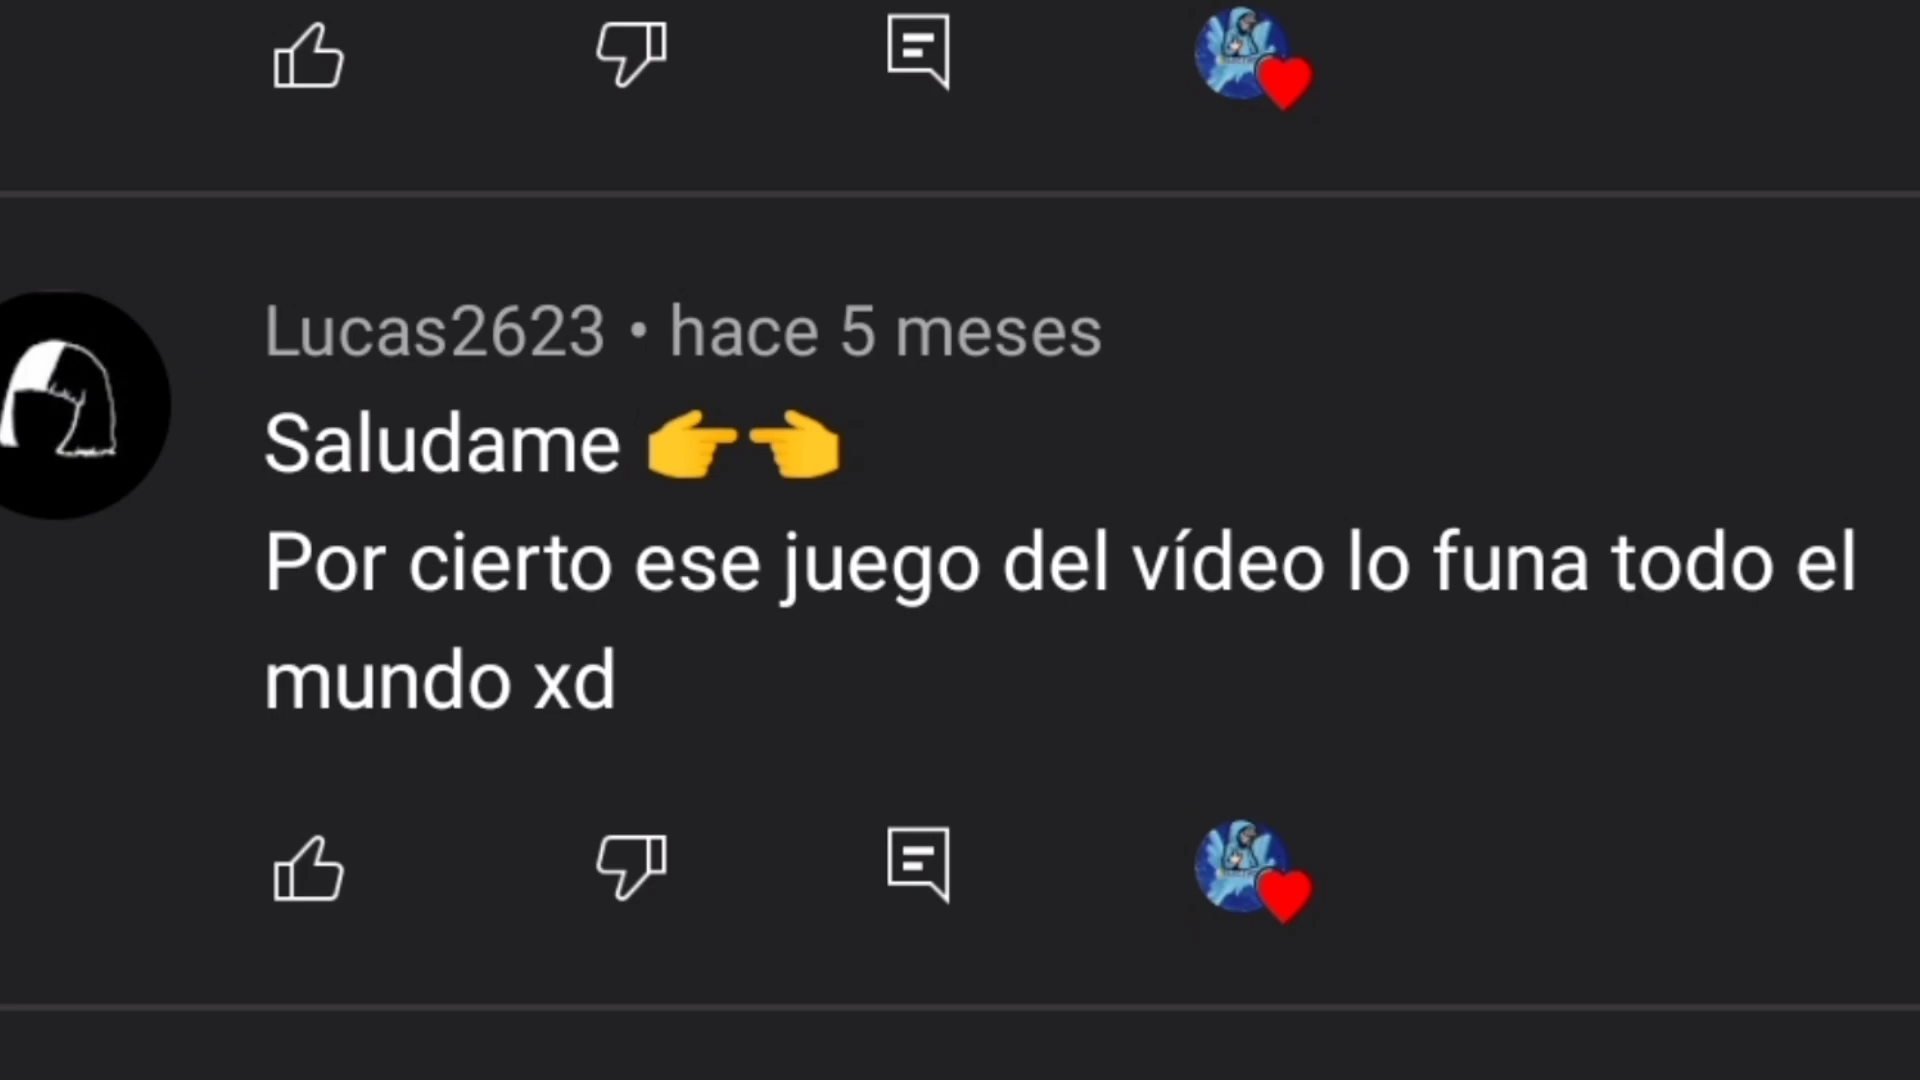 Lucas2623 • hace 5 meses
Saludame 👉👈
Por cierto ese juego del vídeo lo funa todo el
mundo xd